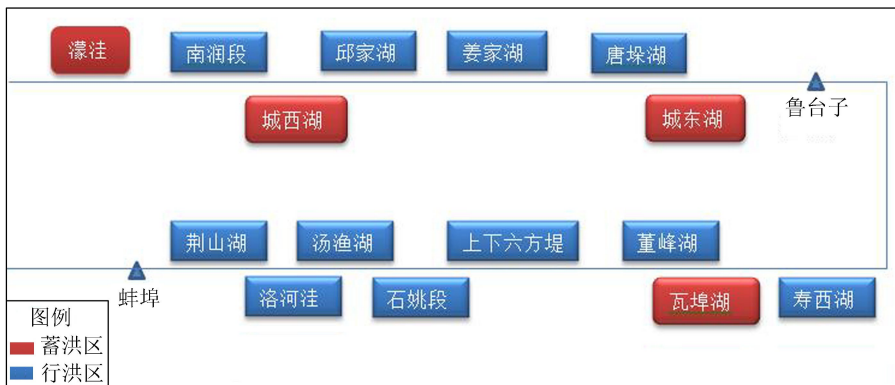 濛洼
南润段
邱家湖
姜家湖
唐垛湖
鲁台子
城西湖
城东湖
荆山湖
汤渔湖
上下六方堤
董峰湖
蚌埠
洛河洼
石姚段
瓦埠湖
寿西湖
图例
蓄洪区
行洪区